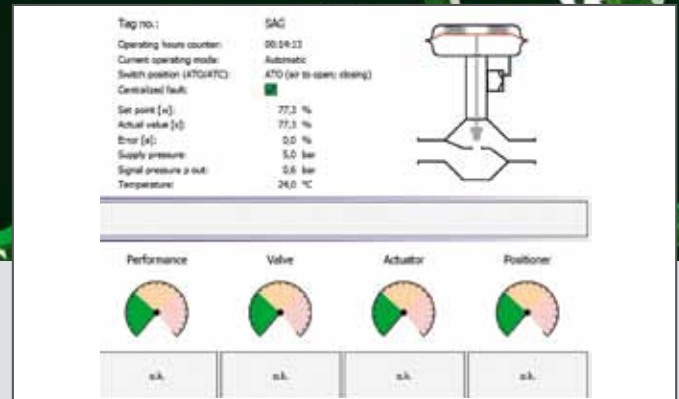 Tag no.: SAG
Operating hours counter: 00:14:13
Current operating mode: Automatic
Switch position (ATO/ATC): ATO (air to open; closing)
Centralized fault:
Set point [w]: 77,3 %
Actual value [x]: 77,3 %
Error [e]: 0,0 %
Supply pressure: 5,0 bar
Signal pressure p out: 0,6 bar
Temperature: 24,0 °C
Performance Valve Actuator Positioner
o.k. o.k. o.k. o.k.